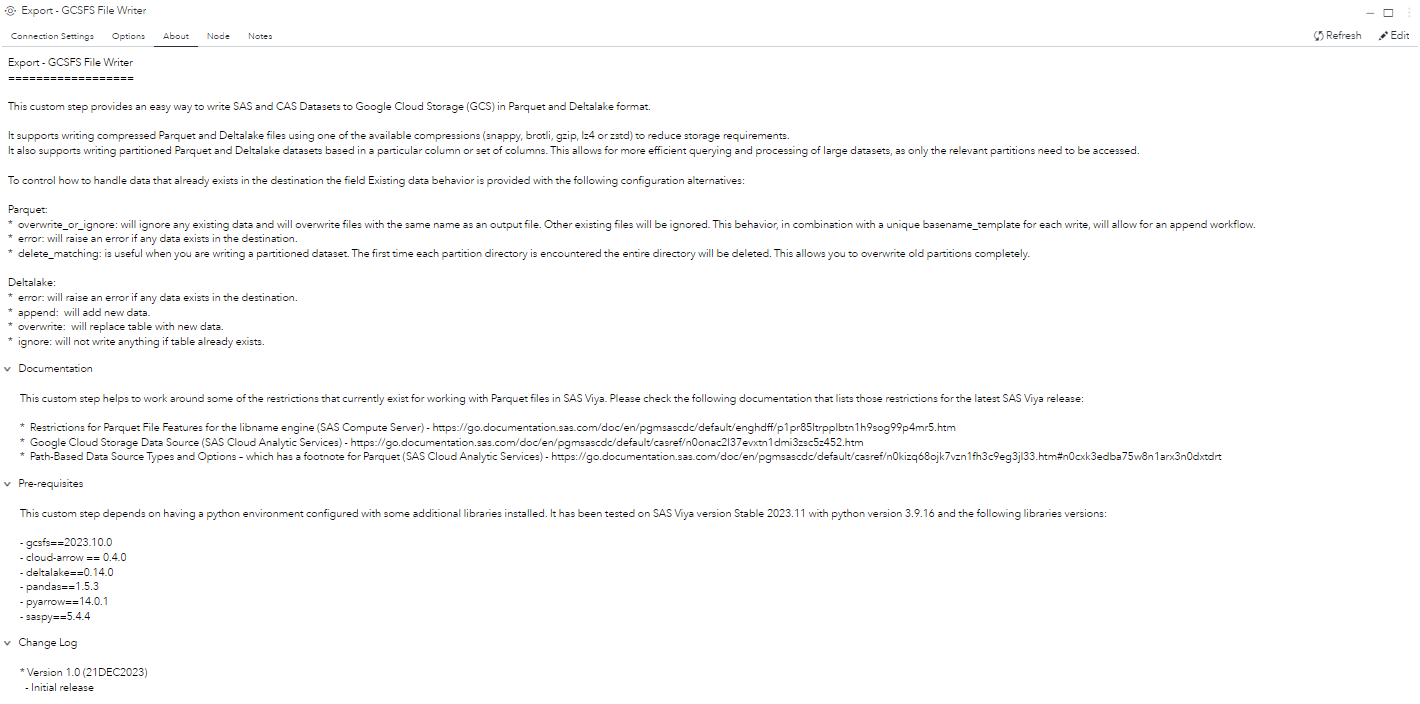 Export - GCSFS File Writer
Connection Settings Options About Node Notes Refresh Edit
Export - GCSFS File Writer
==================
This custom step provides an easy way to write SAS and CAS Datasets to Google Cloud Storage (GCS) in Parquet and Deltalake format.
It supports writing compressed Parquet and Deltalake files using one of the available compressions (snappy, brotli, gzip, lz4 or zstd) to reduce storage requirements.
It also supports writing partitioned Parquet and Deltalake datasets based in a particular column or set of columns. This allows for more efficient querying and processing of large datasets, as only the relevant partitions need to be accessed.
To control how to handle data that already exists in the destination the field Existing data behavior is provided with the following configuration alternatives:
Parquet:
* overwrite_or_ignore: will ignore any existing data and will overwrite files with the same name as an output file. Other existing files will be ignored. This behavior, in combination with a unique basename_template for each write, will allow for an append workflow.
* error: will raise an error if any data exists in the destination.
* delete_matching: is useful when you are writing a partitioned dataset. The first time each partition directory is encountered the entire directory will be deleted. This allows you to overwrite old partitions completely.
Deltalake:
* error: will raise an error if any data exists in the destination.
* append: will add new data.
* overwrite: will replace table with new data.
* ignore: will not write anything if table already exists.
Documentation
This custom step helps to work around some of the restrictions that currently exist for working with Parquet files in SAS Viya. Please check the following documentation that lists those restrictions for the latest SAS Viya release:
* Restrictions for Parquet File Features for the libname engine (SAS Compute Server) - https://go.documentation.sas.com/doc/en/pgmsascdc/default/enghdff/p1pr85ltrpplbtn1h9sog99p4mr5.htm
* Google Cloud Storage Data Source (SAS Cloud Analytic Services) - https://go.documentation.sas.com/doc/en/pgmsascdc/default/casref/n0onac2l37evxtn1dmi3zsc5z452.htm
* Path-Based Data Source Types and Options – which has a footnote for Parquet (SAS Cloud Analytic Services) - https://go.documentation.sas.com/doc/en/pgmsascdc/default/casref/n0kizq68ojk7vzn1fh3c9eg3jl33.htm#n0cxk3edba75w8n1arx3n0dxtdrt
Pre-requisites
This custom step depends on having a python environment configured with some additional libraries installed. It has been tested on SAS Viya version Stable 2023.11 with python version 3.9.16 and the following libraries versions:
- gcsfs==2023.10.0
- cloud-arrow == 0.4.0
- deltalake==0.14.0
- pandas==1.5.3
- pyarrow==14.0.1
- saspy==5.4.4
Change Log
* Version 1.0 (21DEC2023)
- Initial release